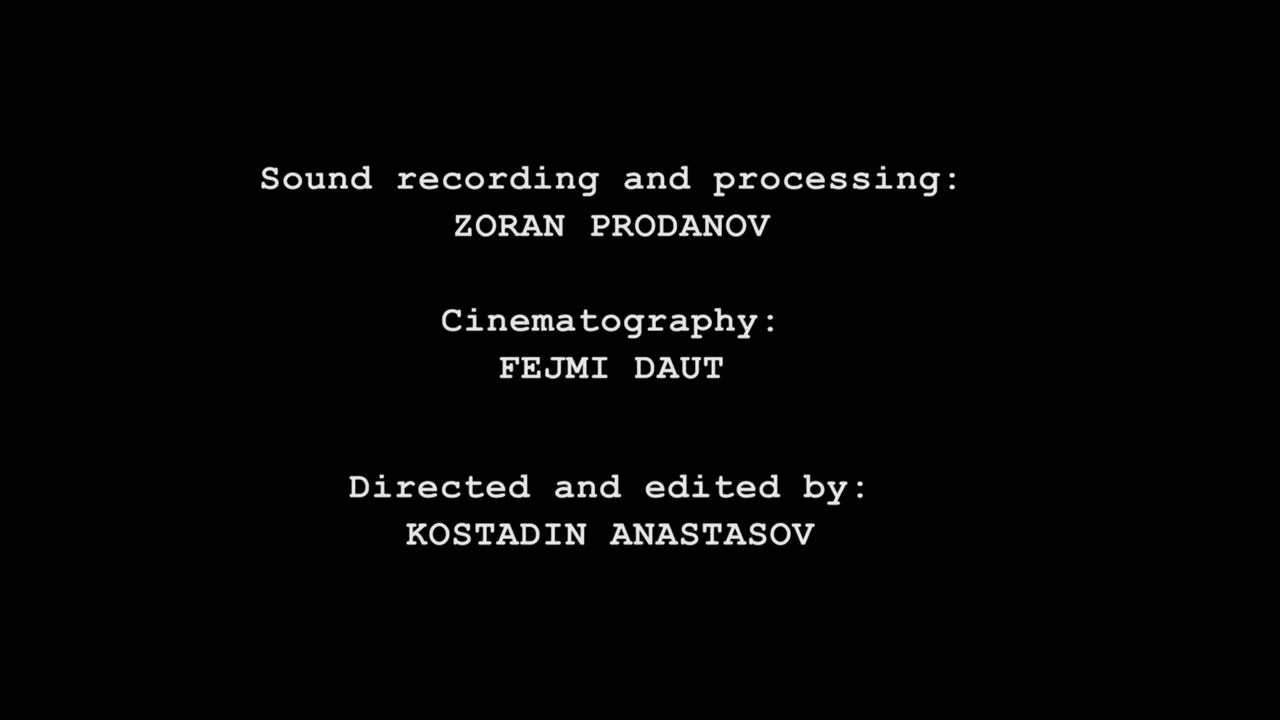 Sound recording and processing:
ZORAN PRODANOV
Cinematography:
FEJMI DAUT
Directed and edited by:
KOSTADIN ANASTASOV